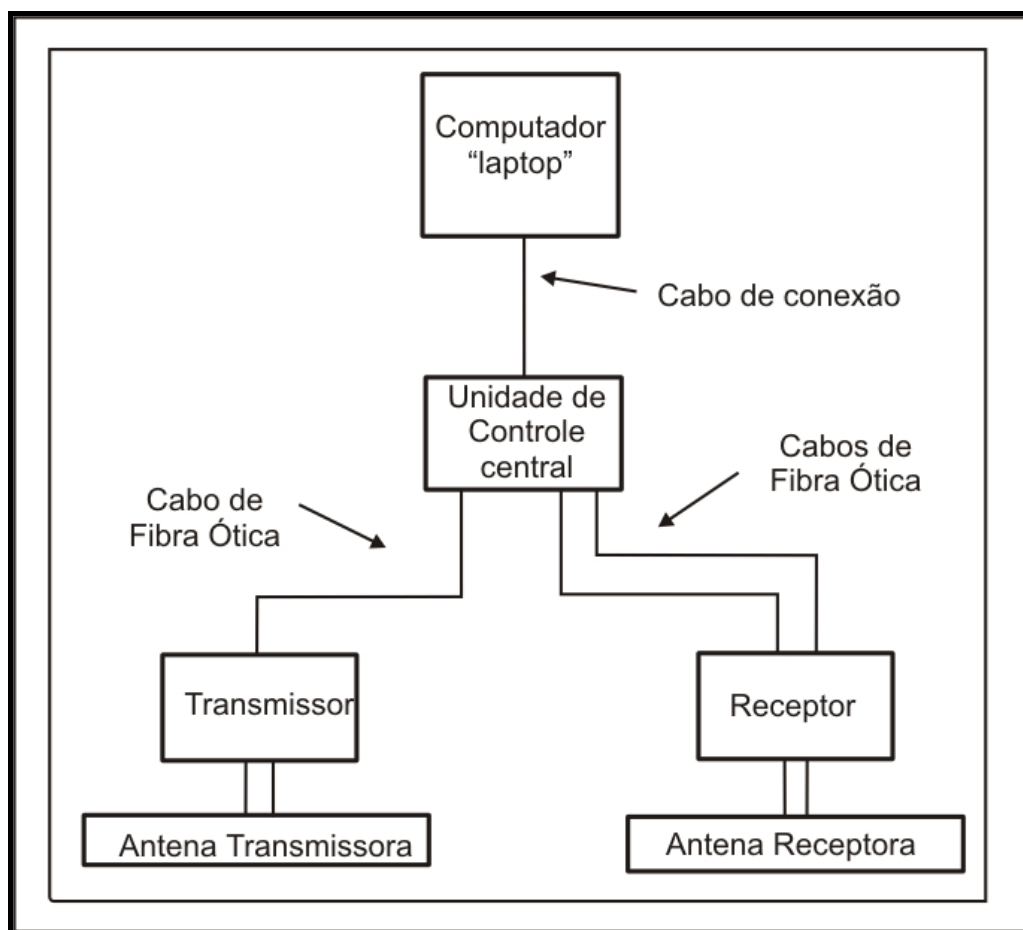 Computador
“laptop”
Cabo de conexão
Unidade de
Controle
central
Cabos de
Fibra Ótica
Cabo de
Fibra Ótica
Transmissor
Receptor
Antena Transmissora
Antena Receptora